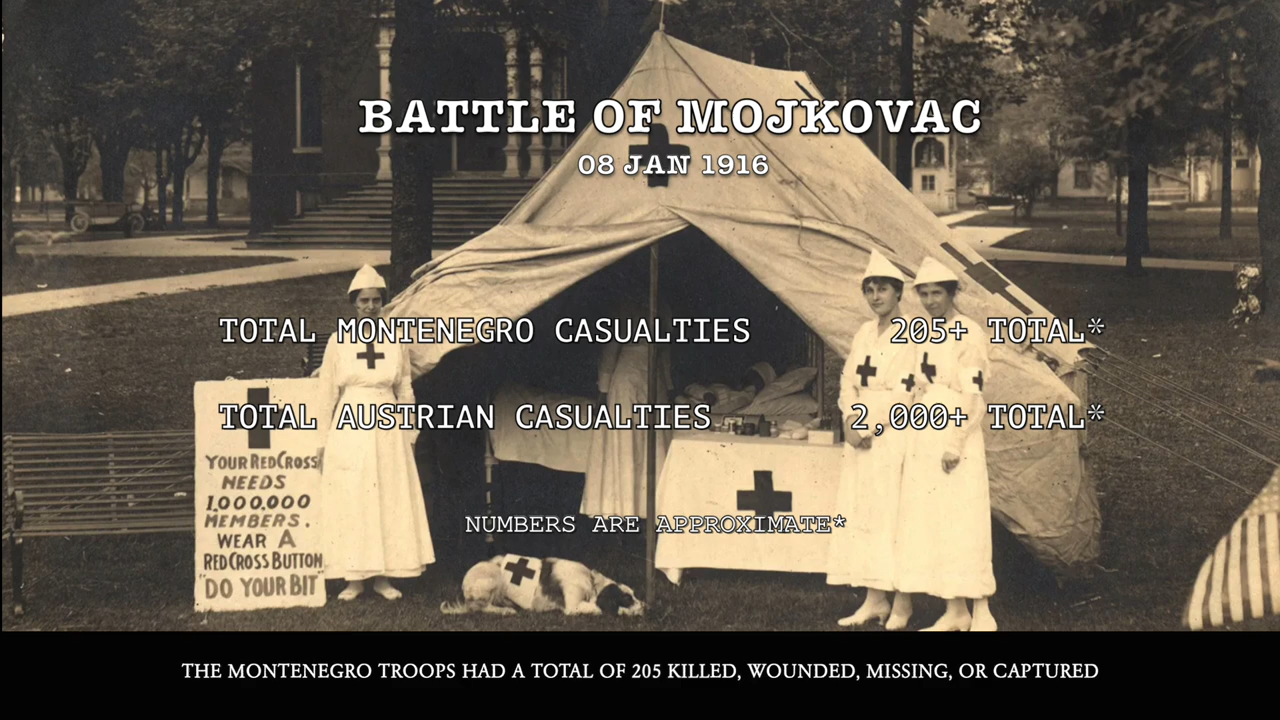 BATTLE OF MOJKOVAC
08 JAN 1916
TOTAL MONTENEGRO CASUALTIES 205+ TOTAL*
TOTAL AUSTRIAN CASUALTIES 2,000+ TOTAL*
NUMBERS ARE APPROXIMATE*
YOUR RED CROSS
NEEDS
1,000,000
MEMBERS.
WEAR A
RED CROSS BUTTON
"DO YOUR BIT"
THE MONTENEGRO TROOPS HAD A TOTAL OF 205 KILLED, WOUNDED, MISSING, OR CAPTURED